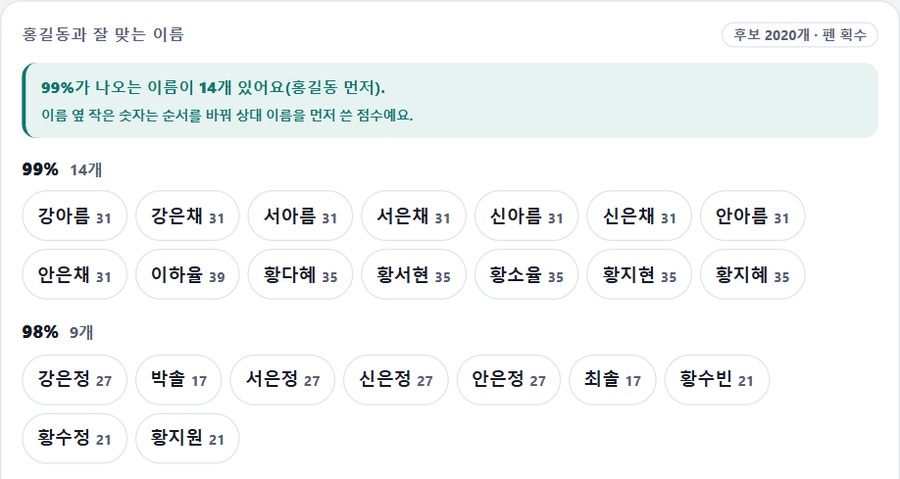 홍길동과 잘 맞는 이름
후보 2020개 · 펜 획수
99%가 나오는 이름이 14개 있어요(홍길동 먼저).
이름 옆 작은 숫자는 순서를 바꿔 상대 이름을 먼저 쓴 점수예요.
99% 14개
강아름 31 강은채 31 서아름 31 서은채 31 신아름 31 신은채 31 안아름 31
안은채 31 이하율 39 황다혜 35 황서현 35 황소율 35 황지현 35 황지혜 35
98% 9개
강은정 27 박솔 17 서은정 27 신은정 27 안은정 27 최솔 17 황수빈 21
황수정 21 황지원 21